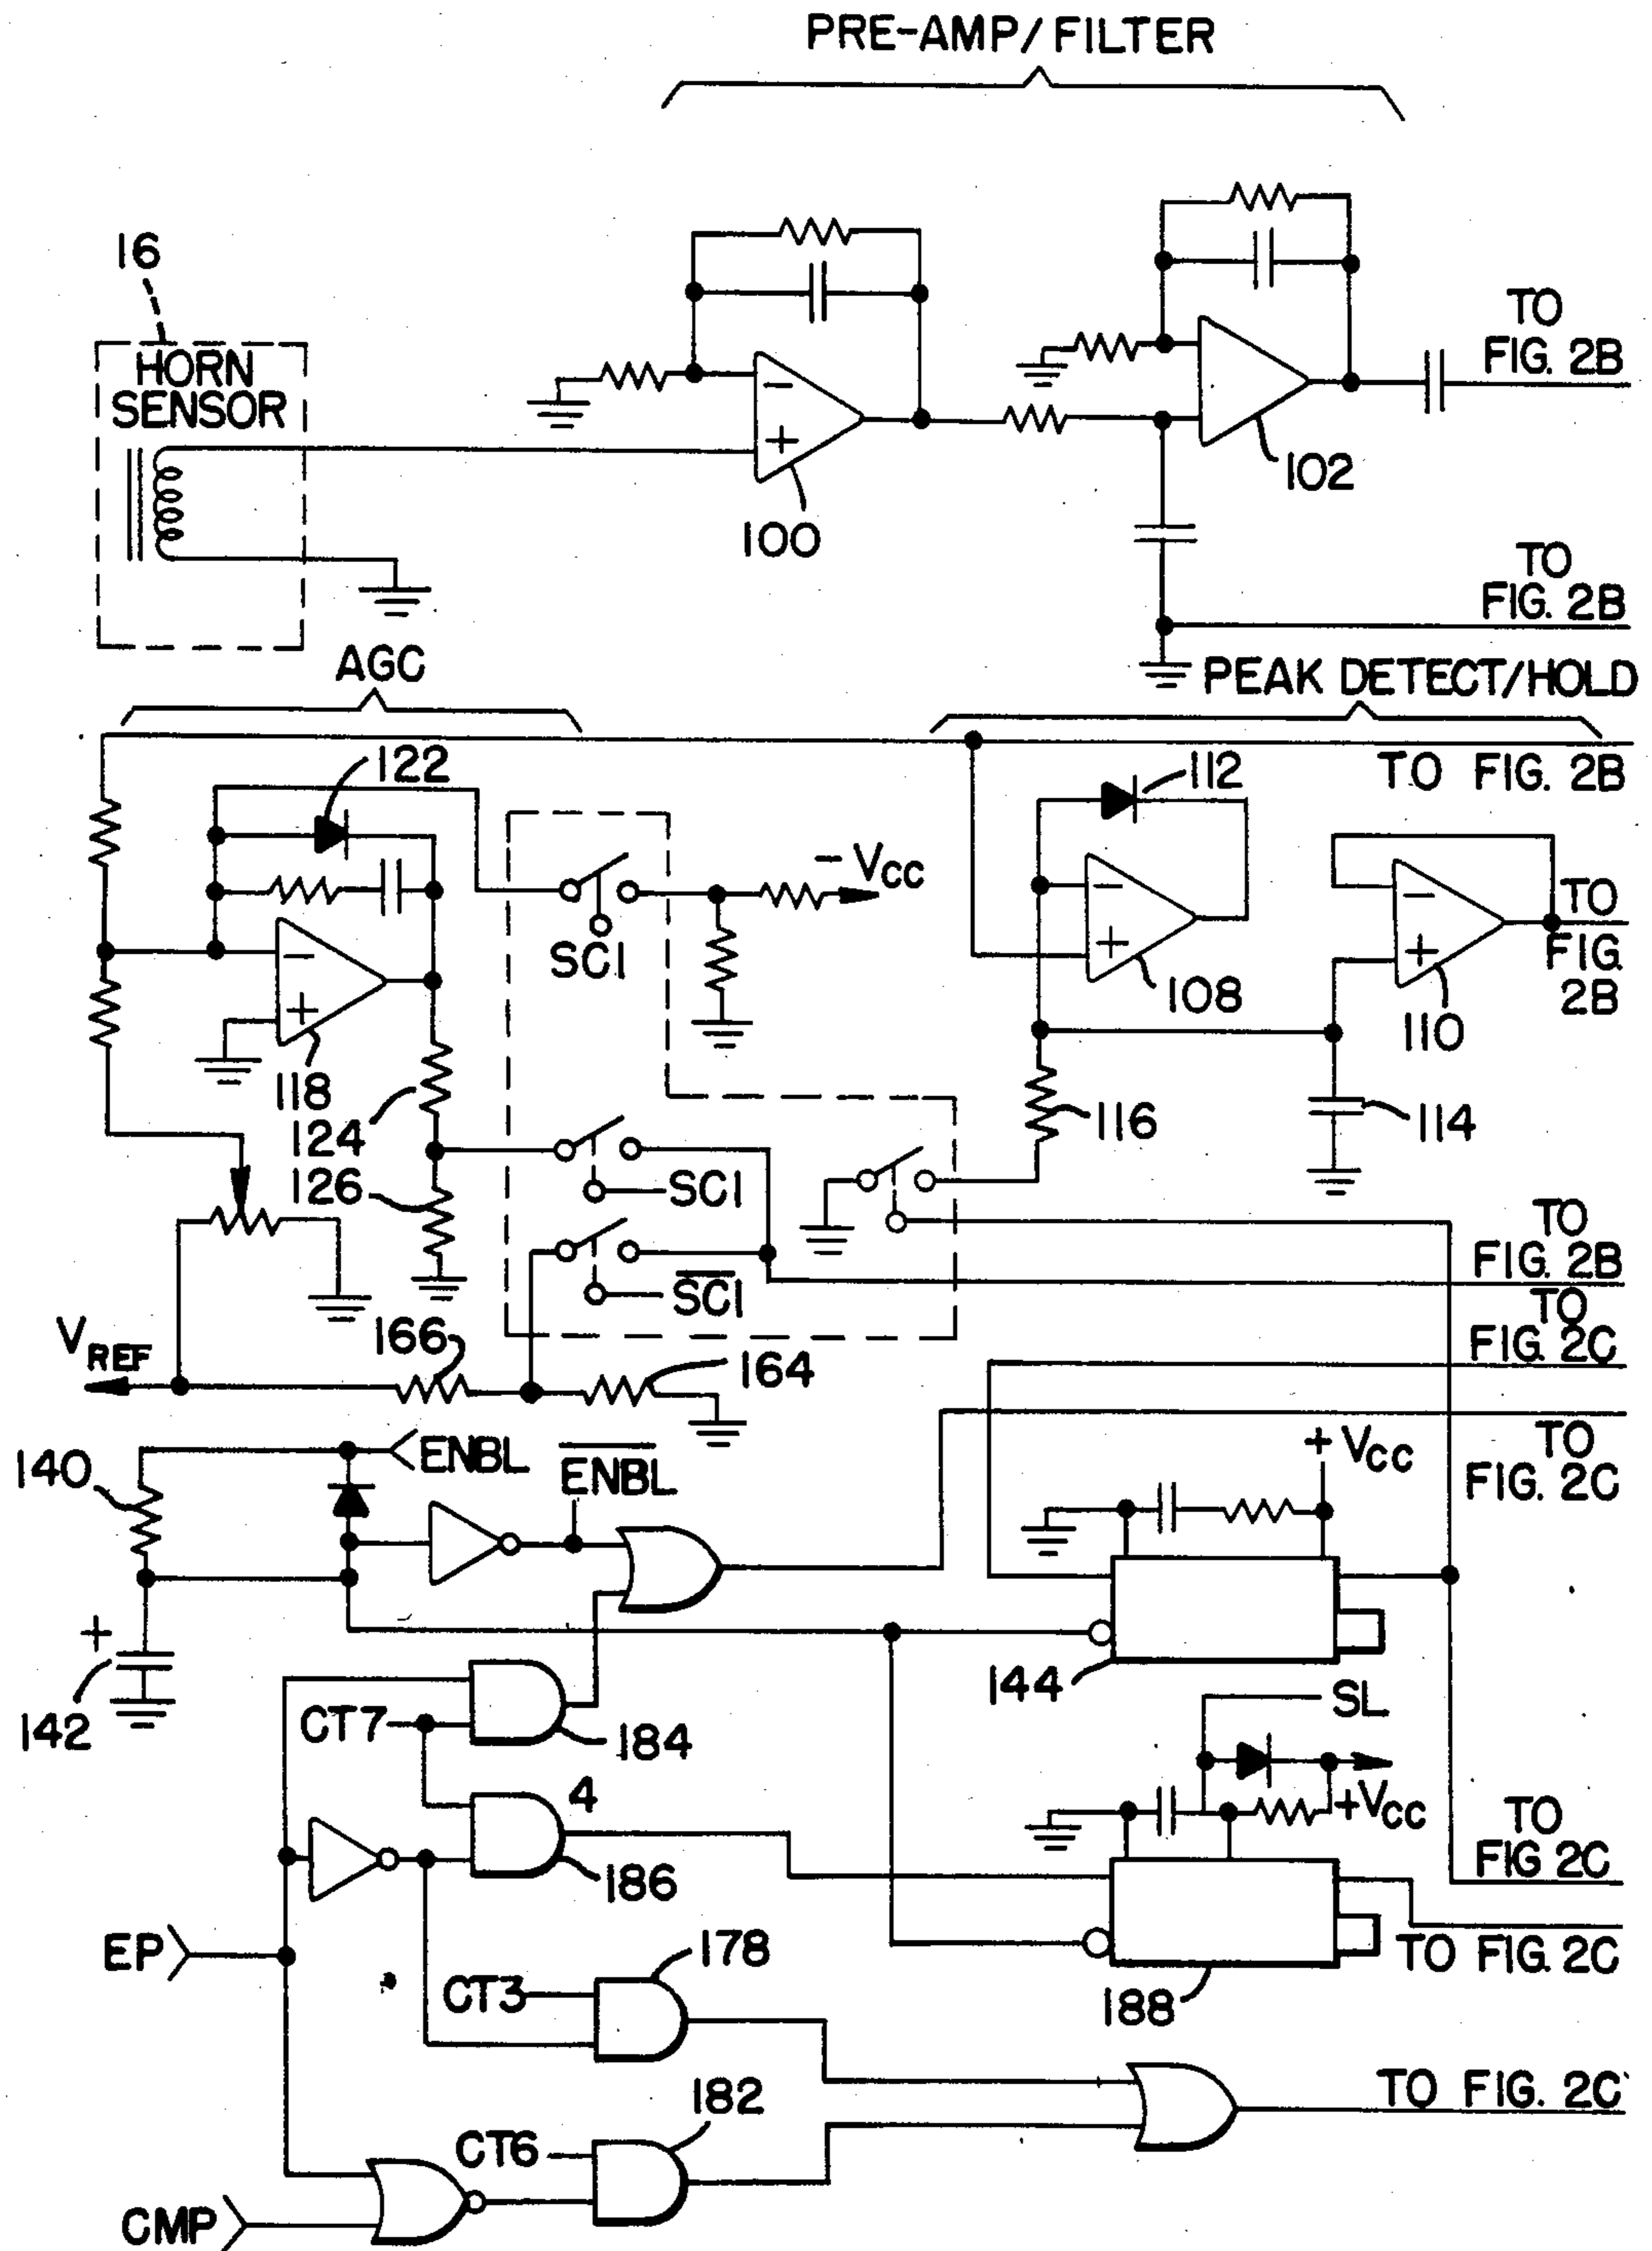 PRE-AMP/FILTER
16
HORN
SENSOR
100
102
TO
FIG. 2B
TO
FIG. 2B
AGC
PEAK DETECT/HOLD
TO FIG. 2B
122
112
- VCC
SC1
118
124
126
108
110
TO
FIG.
2B
116
114
SC1
SC1
TO
FIG. 2B
TO
FIG. 2C
VREF
166
164
140
ENBL
ENBL
+ VCC
TO
FIG. 2C
+
142
144
CT7
184
SL
4
186
+VCC
TO
FIG 2C
EP
178
CT3
188
TO FIG. 2C
182
CT6
TO FIG. 2C
CMP